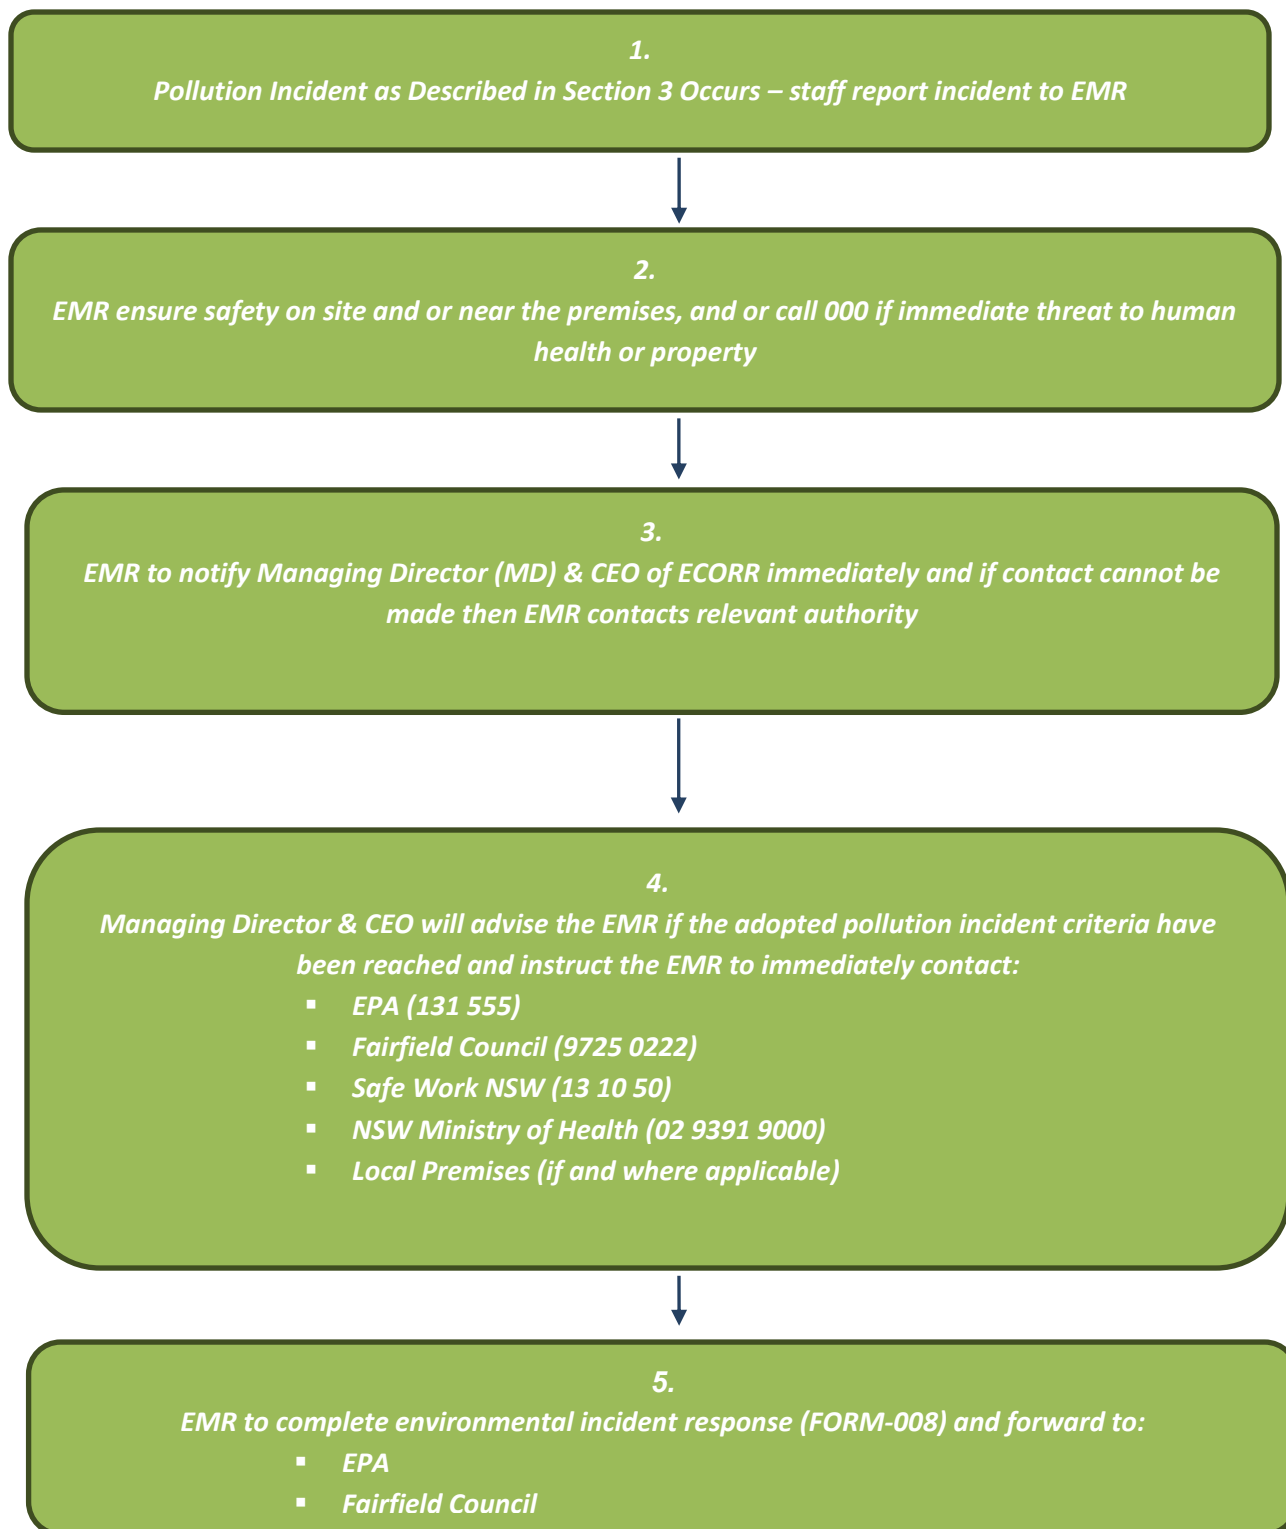 1.
Pollution Incident as Described in Section 3 Occurs – staff report incident to EMR
2.
EMR ensure safety on site and or near the premises, and or call 000 if immediate threat to human
health or property
3.
EMR to notify Managing Director (MD) & CEO of ECORR immediately and if contact cannot be
made then EMR contacts relevant authority
4.
Managing Director & CEO will advise the EMR if the adopted pollution incident criteria have
been reached and instruct the EMR to immediately contact:
▪ EPA (131 555)
▪ Fairfield Council (9725 0222)
▪ Safe Work NSW (13 10 50)
▪ NSW Ministry of Health (02 9391 9000)
▪ Local Premises (if and where applicable)
5.
EMR to complete environmental incident response (FORM-008) and forward to:
▪ EPA
▪ Fairfield Council